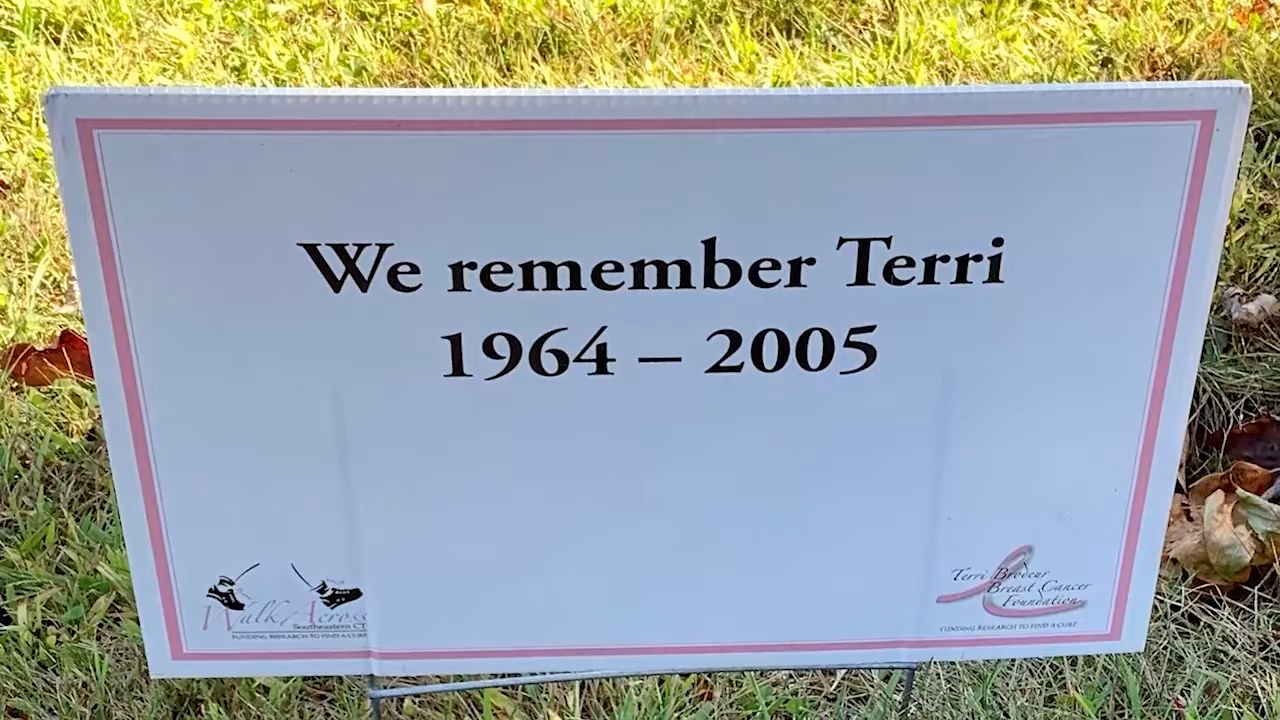 We remember Terri
1964 – 2005
Walk Across
Southeastern CT
FUNDING RESEARCH TO FIND A CURE
Terri Brodeur
Breast Cancer
Foundation
FUNDING RESEARCH TO FIND A CURE